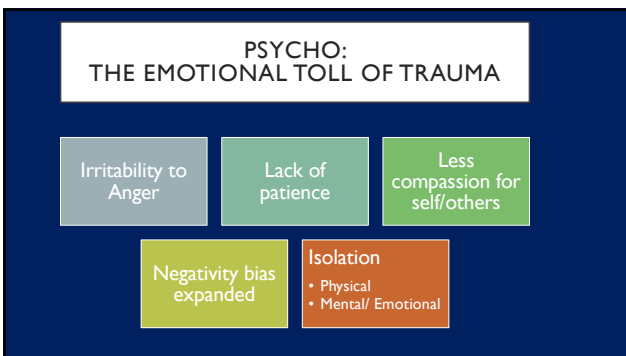 PSYCHO:
THE EMOTIONAL TOLL OF TRAUMA
Irritability to
Anger
Lack of
patience
Less
compassion for
self/others
Negativity bias
expanded
Isolation
• Physical
• Mental/ Emotional